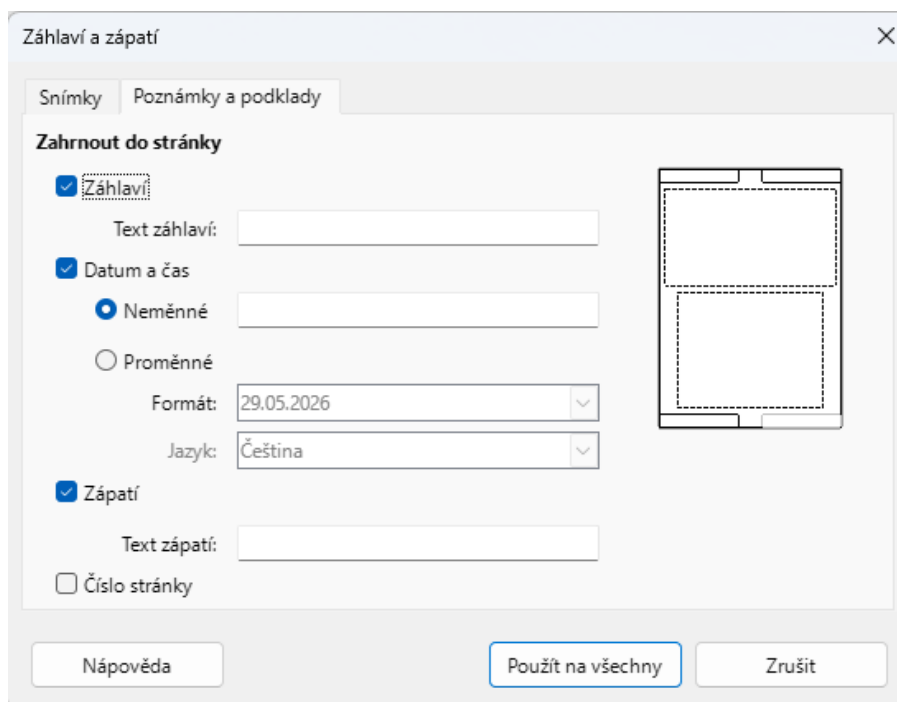 Záhlaví a zápatí
Snímky
Poznámky a podklady
Zahrnout do stránky
Záhlaví
Text záhlaví:
Datum a čas
Neměnné
Proměnné
Formát: 29.05.2026
Jazyk: Čeština
Zápatí
Text zápatí:
Číslo stránky
Nápověda
Použít na všechny
Zrušit